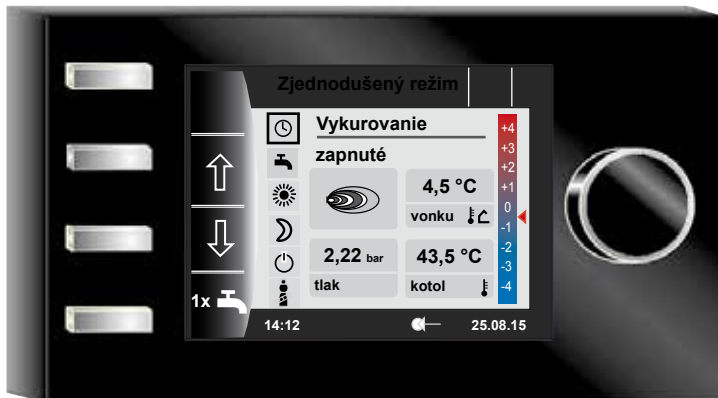 Zjednodušený režim
Vykurovanie
zapnuté
4,5 °C
vonku
2,22 bar
tlak
43,5 °C
kotol
1x
14:12
25.08.15
+4
+3
+2
+1
0
-1
-2
-3
-4